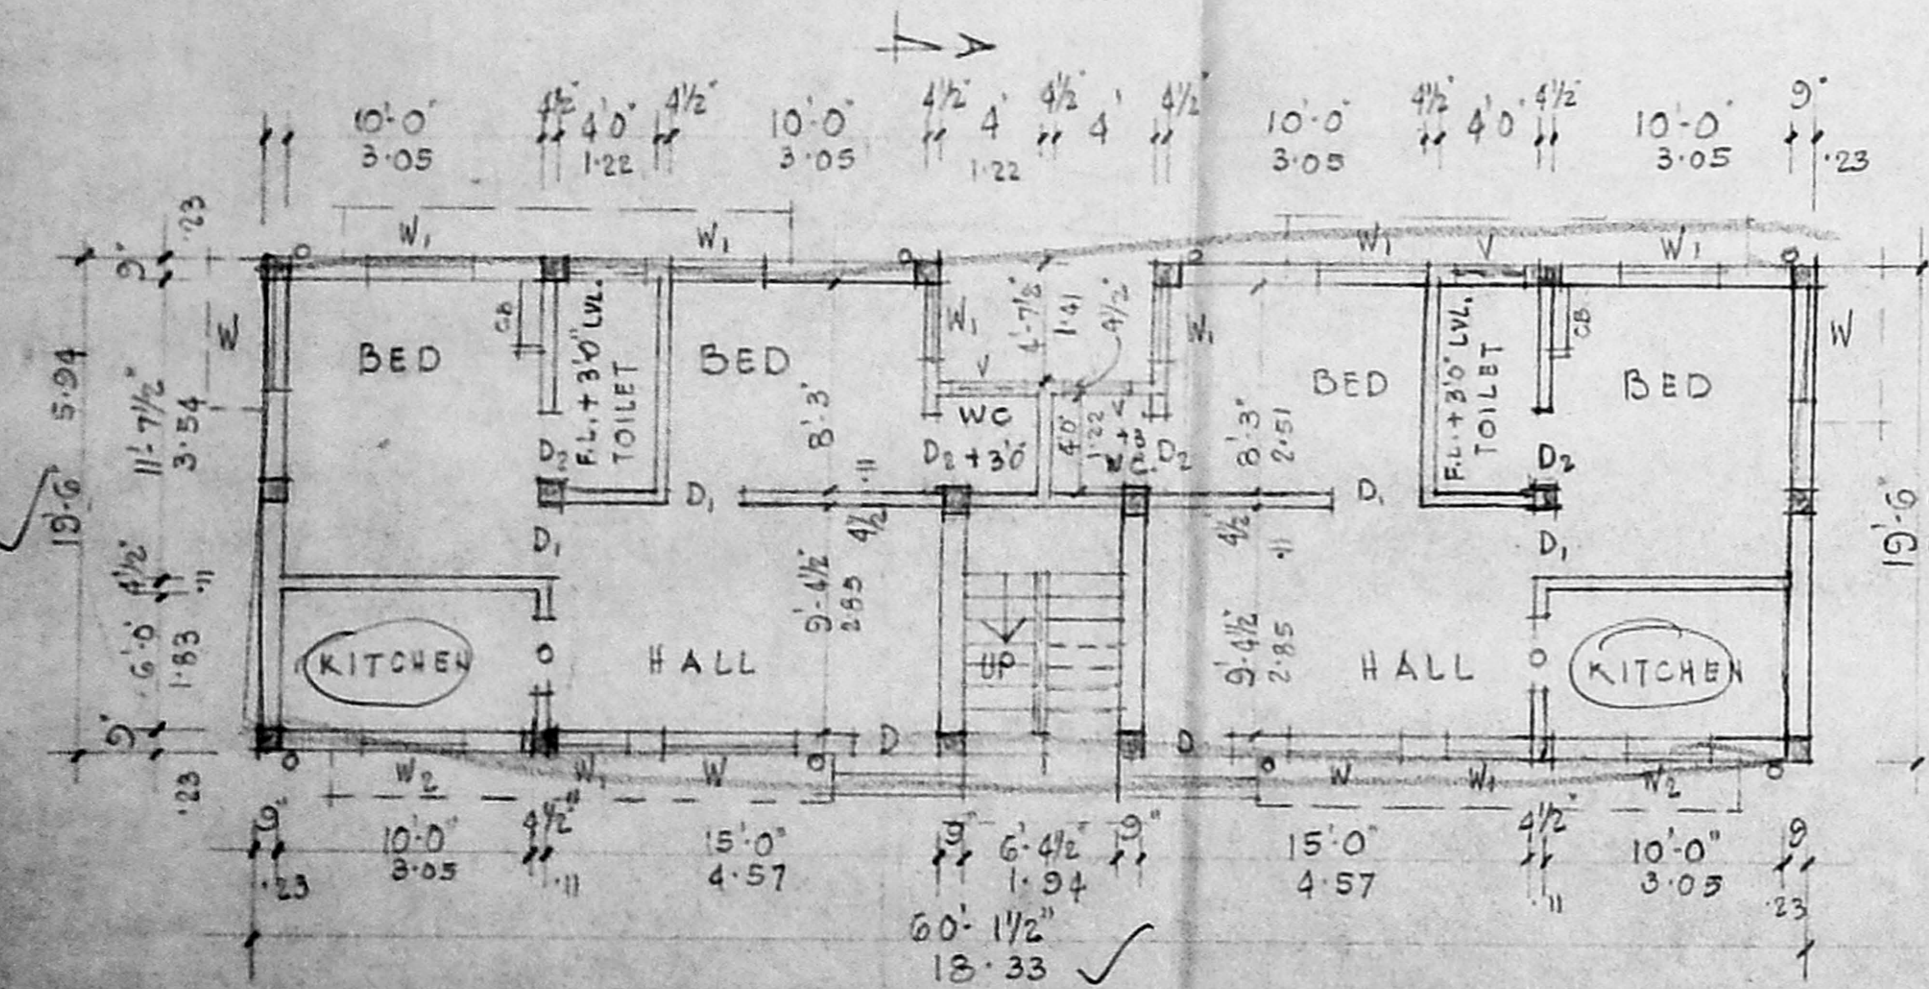 10'-0" 4½" 4'0" 4½" 10'-0" 4½" 4' 4½" 4' 4½" 10'-0" 4½" 4'0" 4½" 10'-0" 9"
3.05 1.22 3.05 1.22 3.05 3.05 .23
W₁ W₁ W₁ V W₁
9" .23
W₁ 4'-7½" 1.41 4½" W₁
CB CB
BED BED BED BED
W
F.L.+3'0" LVL. TOILET
F.L.+3'0" LVL. TOILET
V
WC
D₂ +3'0"
4'0" 1.22
W.C. D₂
D₂ D₂
8'-3" .11
8'-3" 2.51
19'-6" 5.94
11'-7½" 3.54
19'-6"
D₁ D₁
D₁ D₁
4½
4½ .11
4½" .11
9'-4½" 2.85
9'-4½" 2.85
6'-0" 1.83
KITCHEN O HALL UP HALL O KITCHEN
9" .23
D D
W₂ W₁ W W W₁ W₂
9" 10'-0" 4½" 15'-0" 9" 6'-4½" 9" 15'-0" 4½" 10'-0" 9
.23 3.05 .11 4.57 1.94 4.57 .11 3.05 .23
60'-1½"
18.33